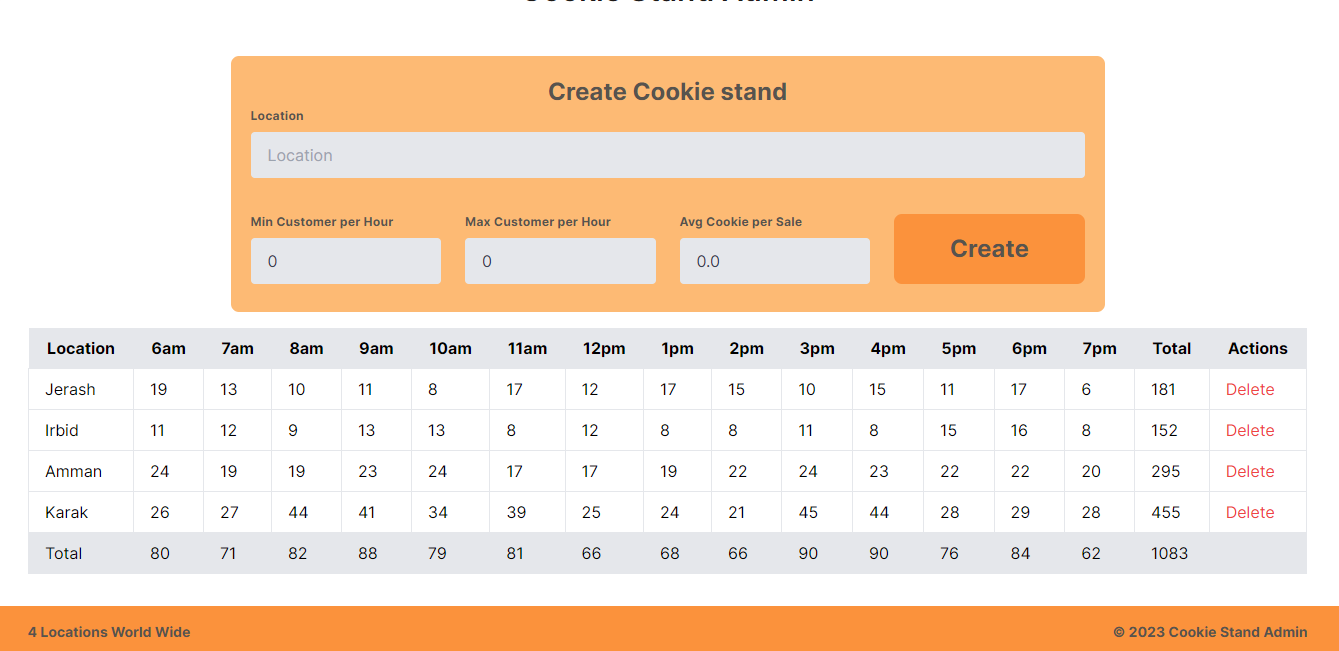 Cookie Stand Admin
Create Cookie stand
Location
Location
Min Customer per Hour Max Customer per Hour Avg Cookie per Sale
0 0 0.0 Create
Location 6am 7am 8am 9am 10am 11am 12pm 1pm 2pm 3pm 4pm 5pm 6pm 7pm Total Actions
Jerash 19 13 10 11 8 17 12 17 15 10 15 11 17 6 181 Delete
Irbid 11 12 9 13 13 8 12 8 8 11 8 15 16 8 152 Delete
Amman 24 19 19 23 24 17 17 19 22 24 23 22 22 20 295 Delete
Karak 26 27 44 41 34 39 25 24 21 45 44 28 29 28 455 Delete
Total 80 71 82 88 79 81 66 68 66 90 90 76 84 62 1083
4 Locations World Wide © 2023 Cookie Stand Admin